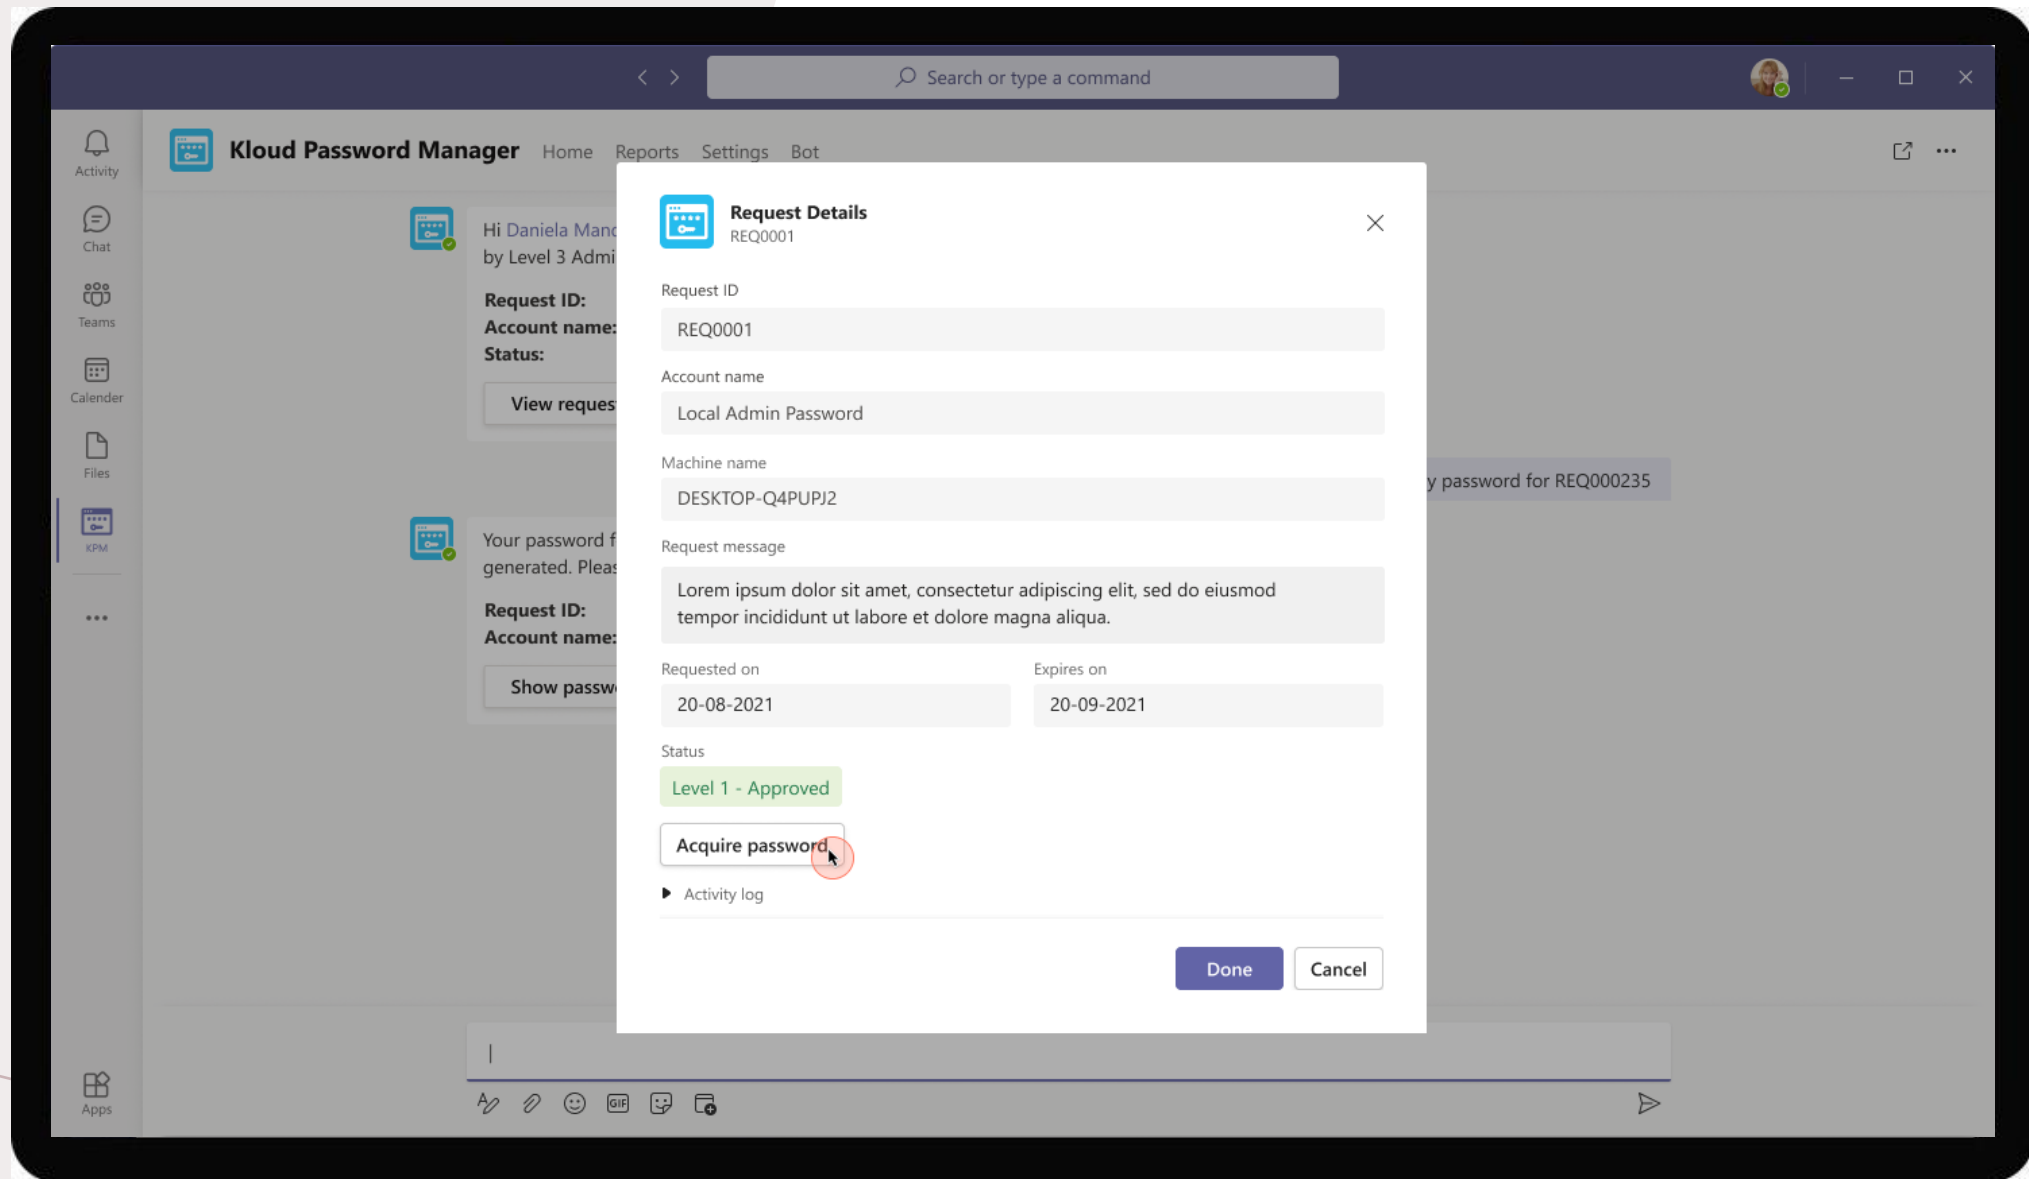 Search or type a command
Activity
Chat
Teams
Calender
Files
KPM
Apps
Kloud Password Manager Home Reports Settings Bot
Hi Daniela
by Level 3
Request ID:
Account name:
Status:
View
y password for REQ000235
Your password
generated.
Request ID:
Account name:
Show
Request Details
REQ0001
Request ID
REQ0001
Account name
Local Admin Password
Machine name
DESKTOP-Q4PUPJ2
Request message
Lorem ipsum dolor sit amet, consectetur adipiscing elit, sed do eiusmod
tempor incididunt ut labore et dolore magna aliqua.
Requested on Expires on
20-08-2021 20-09-2021
Status
Level 1 - Approved
Acquire password
Activity log
Done Cancel
GIF